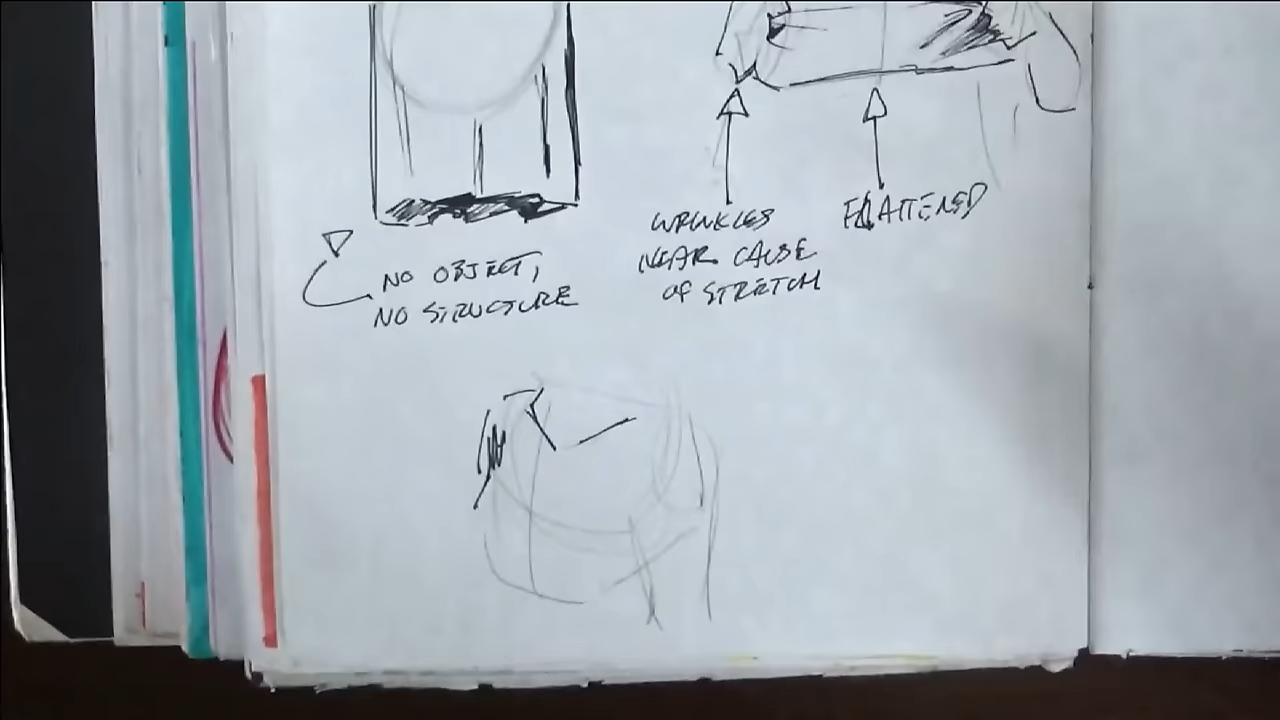 NO OBJECT,
NO STRUCTURE
WRINKLES
NEAR CAUSE
OF STRETCH
FLATTENED